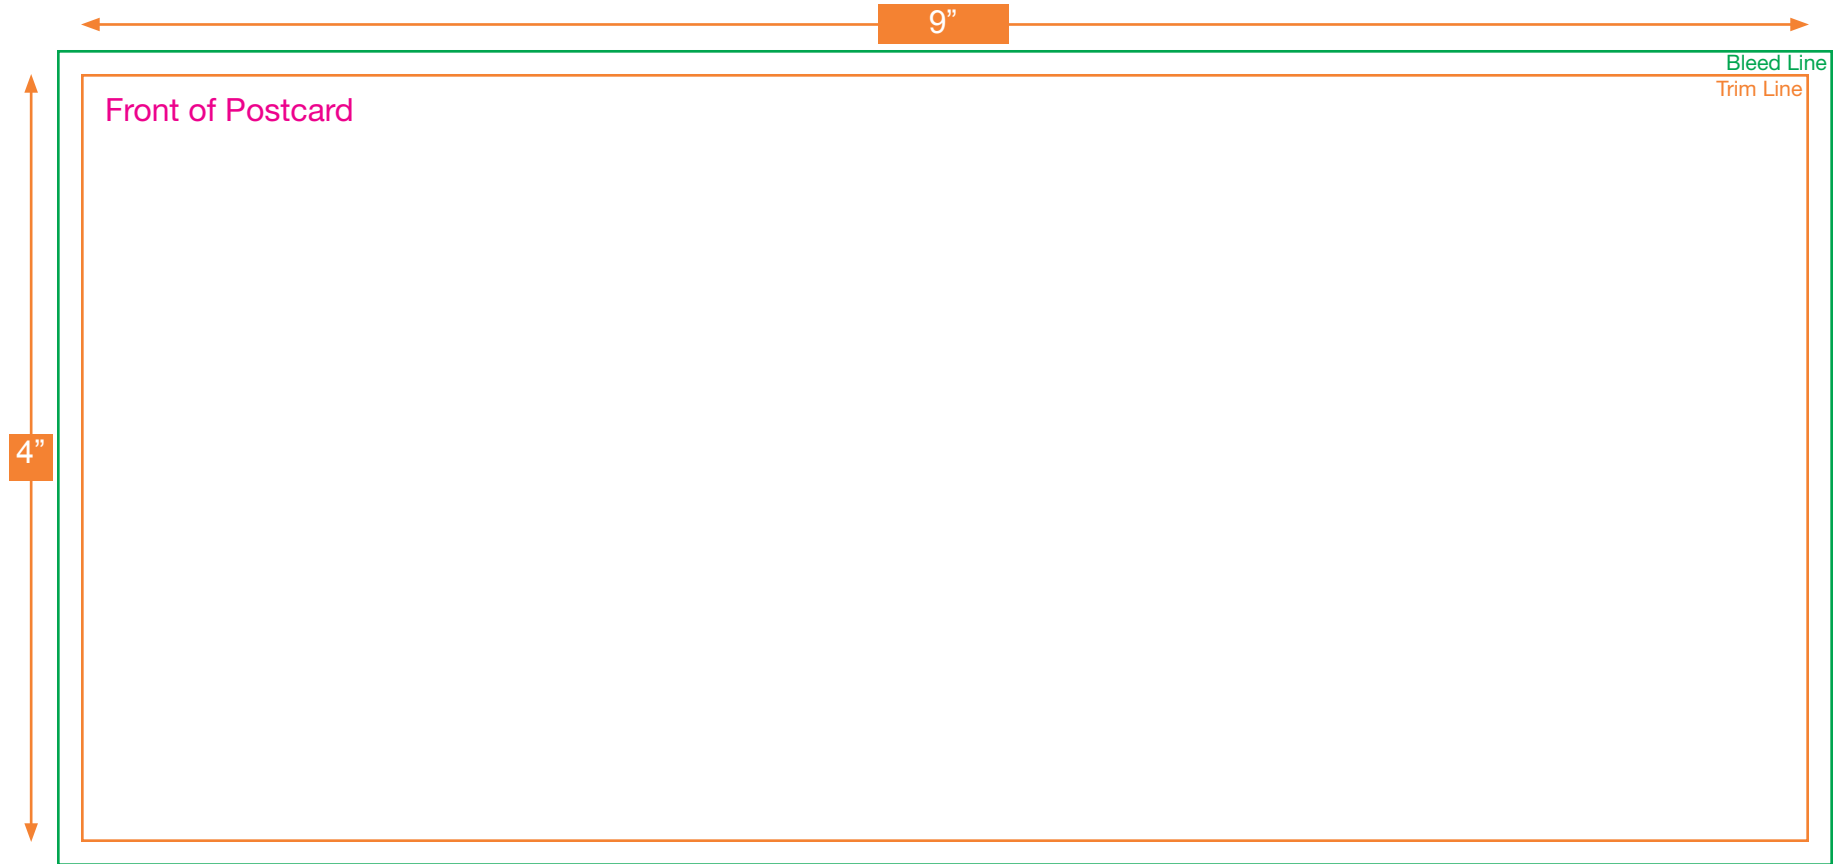 9”
Bleed Line
Trim Line
Front of Postcard
4”